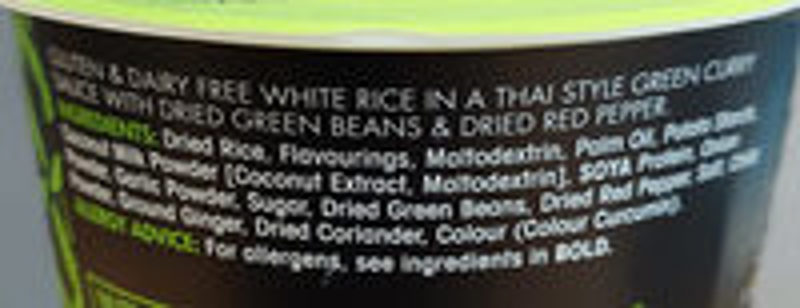 GLUTEN & DAIRY FREE WHITE RICE IN A THAI STYLE GREEN CURRY
SAUCE WITH DRIED GREEN BEANS & DRIED RED PEPPER.
INGREDIENTS: Dried Rice, Flavourings, Maltodextrin, Palm Oil, Potato Starch,
Coconut Milk Powder [Coconut Extract, Maltodextrin], SOYA Protein, Onion
Powder, Garlic Powder, Sugar, Dried Green Beans, Dried Red Pepper, Salt, Chilli
Powder, Ground Ginger, Dried Coriander, Colour (Colour Curcumin).
ALLERGY ADVICE: For allergens, see ingredients in BOLD.